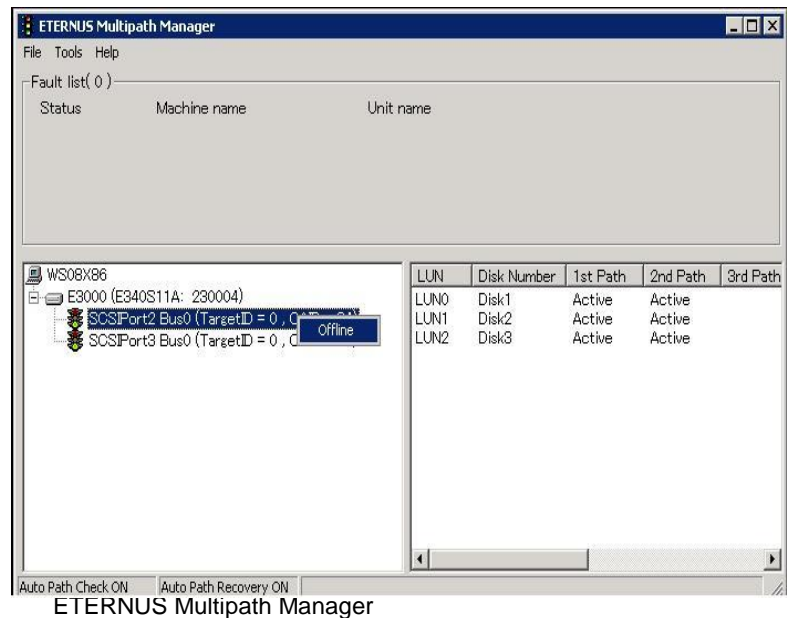 ETERNUS Multipath Manager
File Tools Help
Fault list( 0 )
Status Machine name Unit name
WS08X86
E3000 (E340S11A: 230004)
SCSIPort2 Bus0 (TargetID = 0 ,
Offline
SCSIPort3 Bus0 (TargetID = 0 ,
LUN Disk Number 1st Path 2nd Path 3rd Path
LUN0 Disk1 Active Active
LUN1 Disk2 Active Active
LUN2 Disk3 Active Active
Auto Path Check ON Auto Path Recovery ON
ETERNUS Multipath Manager